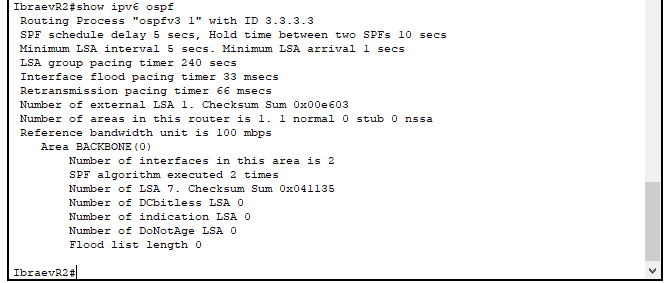 IbraevR2#show ipv6 ospf
Routing Process "ospfv3 1" with ID 3.3.3.3
SPF schedule delay 5 secs, Hold time between two SPFs 10 secs
Minimum LSA interval 5 secs. Minimum LSA arrival 1 secs
LSA group pacing timer 240 secs
Interface flood pacing timer 33 msecs
Retransmission pacing timer 66 msecs
Number of external LSA 1. Checksum Sum 0x00e603
Number of areas in this router is 1. 1 normal 0 stub 0 nssa
Reference bandwidth unit is 100 mbps
Area BACKBONE(0)
Number of interfaces in this area is 2
SPF algorithm executed 2 times
Number of LSA 7. Checksum Sum 0x041135
Number of DCbitless LSA 0
Number of indication LSA 0
Number of DoNotAge LSA 0
Flood list length 0
IbraevR2#